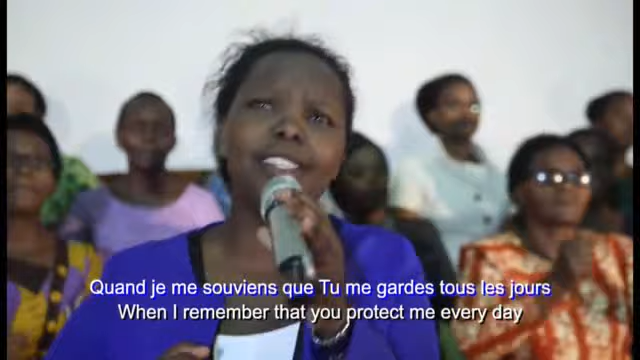 Quand je me souviens que Tu me gardes tous les jours
When I remember that you protect me every day